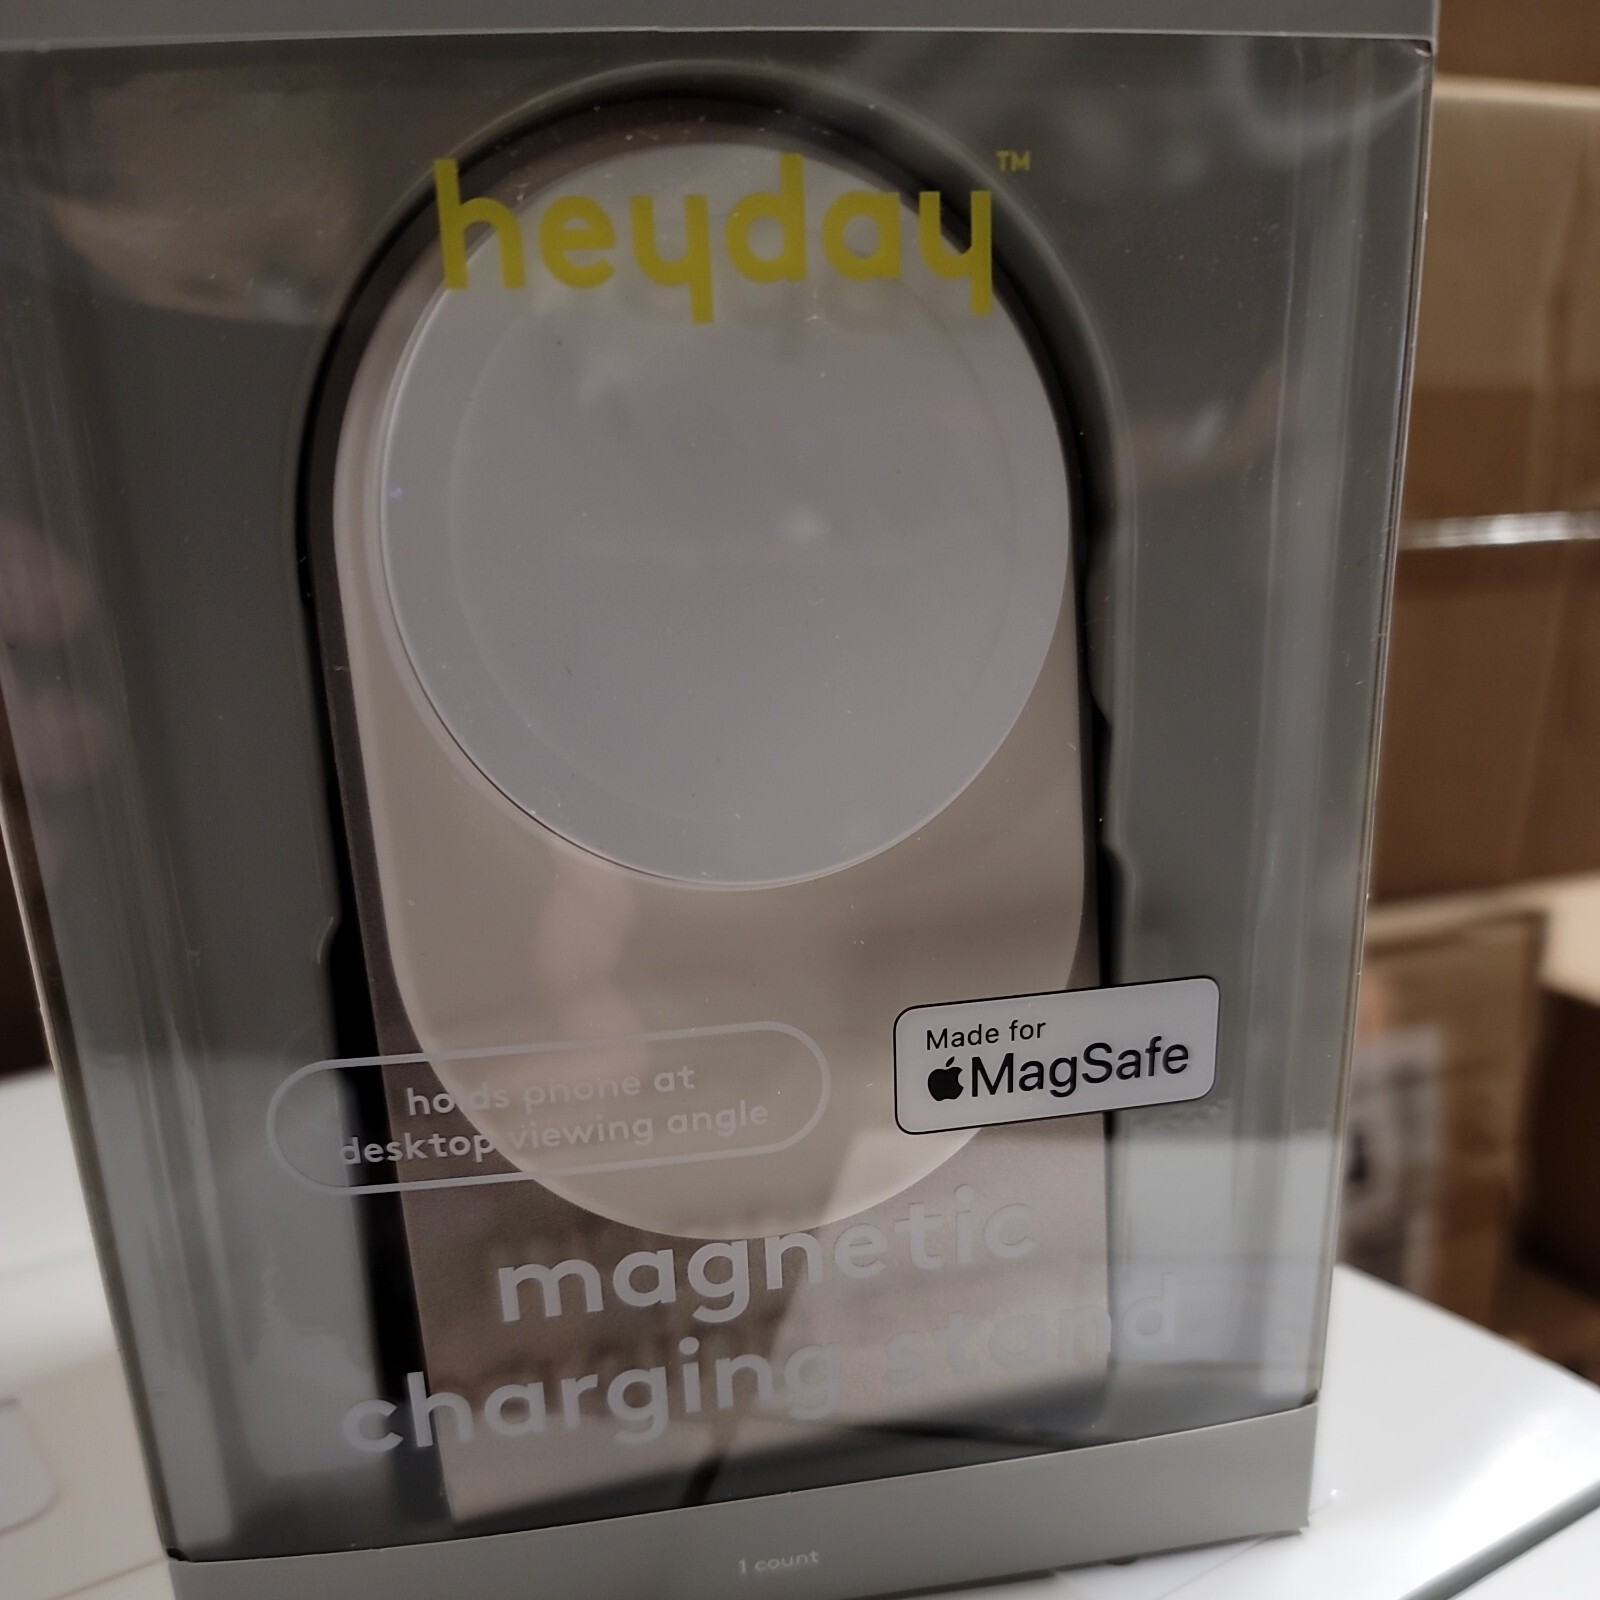 heyday™
holds phone at
desktop viewing angle
Made for
MagSafe
magnetic
charging stand
1 count